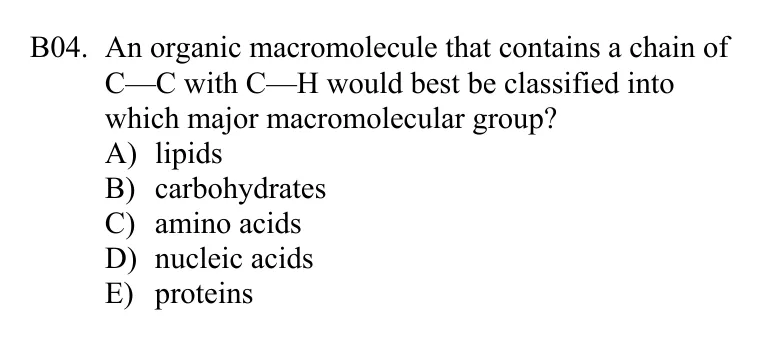 B04. An organic macromolecule that contains a chain of
C—C with C—H would best be classified into
which major macromolecular group?
A) lipids
B) carbohydrates
C) amino acids
D) nucleic acids
E) proteins